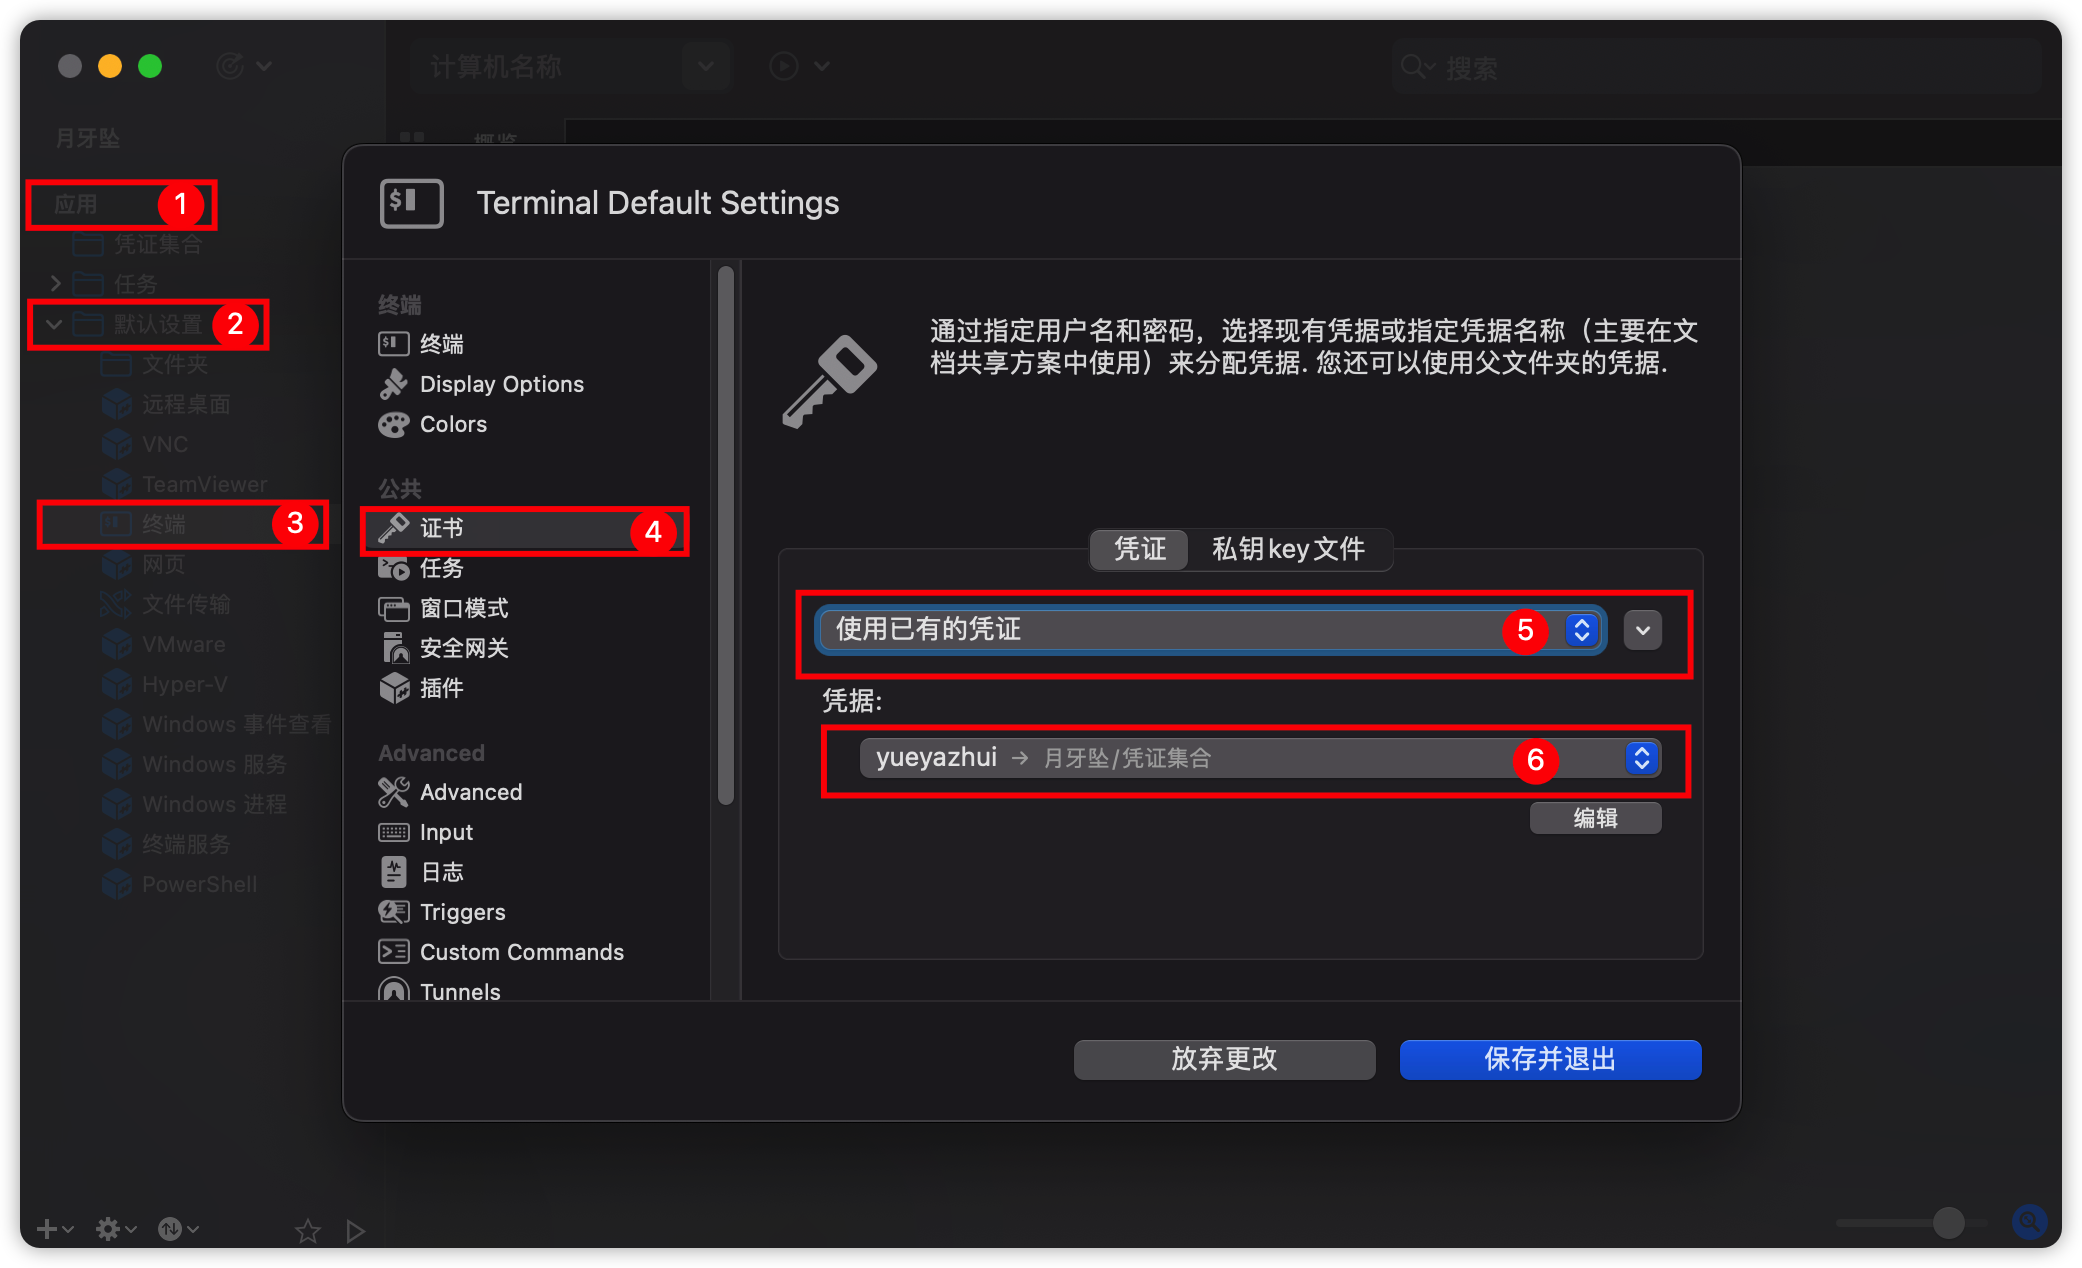 计算机名称
搜索
月牙坠
概览
应用
1
凭证集合
任务
默认设置
2
文件夹
远程桌面
VNC
TeamViewer
终端
3
网页
文件传输
VMware
Hyper-V
Windows 事件查看
Windows 服务
Windows 进程
终端服务
PowerShell
Terminal Default Settings
终端
终端
Display Options
Colors
公共
证书
4
任务
窗口模式
安全网关
插件
Advanced
Advanced
Input
日志
Triggers
Custom Commands
Tunnels
通过指定用户名和密码，选择现有凭据或指定凭据名称（主要在文
档共享方案中使用）来分配凭据. 您还可以使用父文件夹的凭据.
凭证
私钥key文件
使用已有的凭证
5
凭据:
yueyazhui → 月牙坠/凭证集合
6
编辑
放弃更改
保存并退出